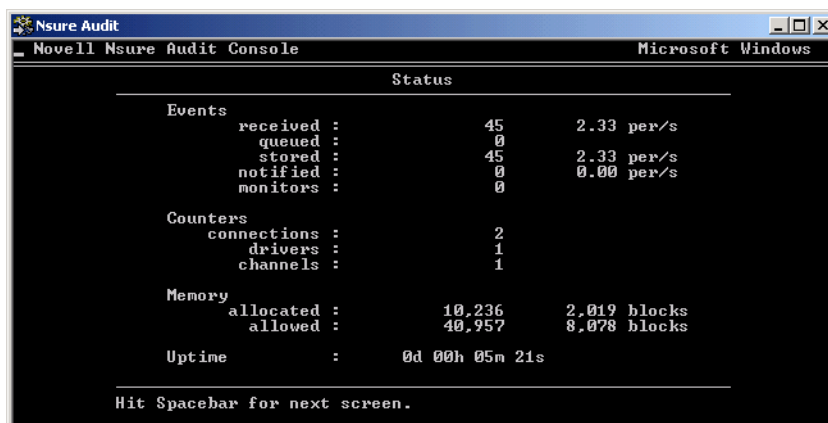 Nsure Audit
Novell Nsure Audit Console Microsoft Windows
Status
Events
received : 45 2.33 per/s
queued : 0
stored : 45 2.33 per/s
notified : 0 0.00 per/s
monitors : 0
Counters
connections : 2
drivers : 1
channels : 1
Memory
allocated : 10,236 2,019 blocks
allowed : 40,957 8,078 blocks
Uptime : 0d 00h 05m 21s
Hit Spacebar for next screen.